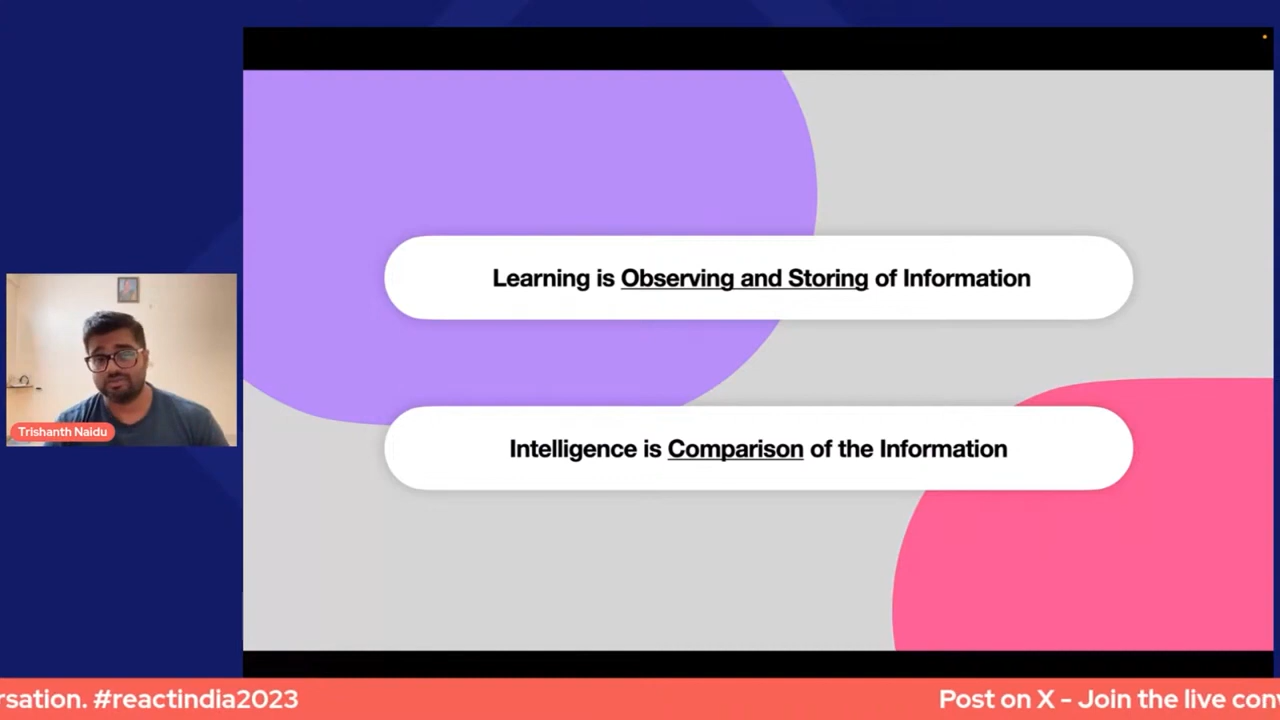 Learning is Observing and Storing of Information
Intelligence is Comparison of the Information
Trishanth Naidu
rsation. #reactindia2023
Post on X - Join the live conv